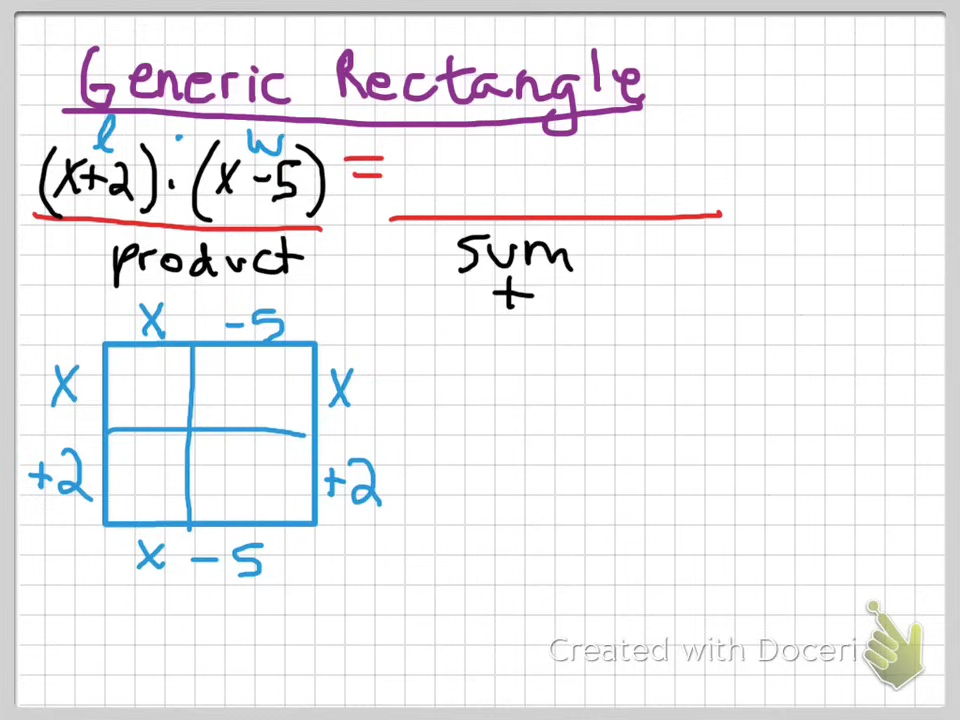 Generic Rectangle
l · w
(x+2) · (x-5) =
product sum
+
x -5
x x
+2 +2
x -5
Created with Doceri